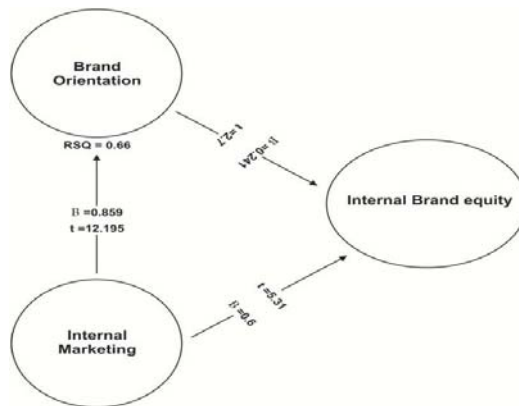 Brand
Orientation
RSQ = 0.66
t =2.7
B =0.241
Internal Brand equity
B =0.859
t =12.195
t =5.31
B =0.6
Internal
Marketing